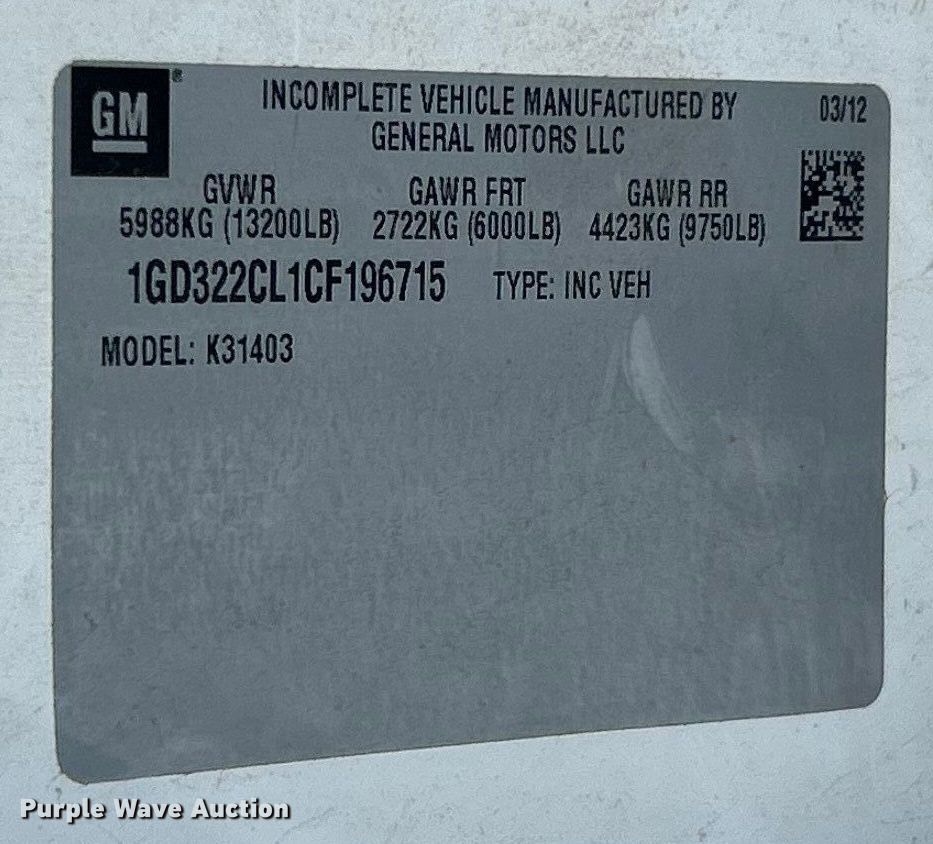 GM®
INCOMPLETE VEHICLE MANUFACTURED BY
GENERAL MOTORS LLC
03/12
GVWR GAWR FRT GAWR RR
5988KG (13200LB) 2722KG (6000LB) 4423KG (9750LB)
1GD322CL1CF196715 TYPE: INC VEH
MODEL: K31403
Purple Wave Auction